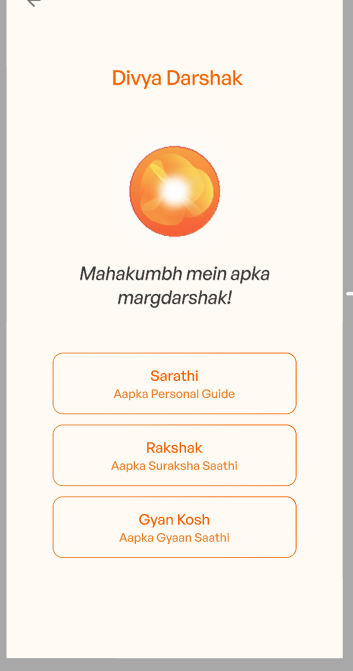 Divya Darshak
Mahakumbh mein apka
margdarshak!
Sarathi
Aapka Personal Guide
Rakshak
Aapka Suraksha Saathi
Gyan Kosh
Aapka Gyaan Saathi